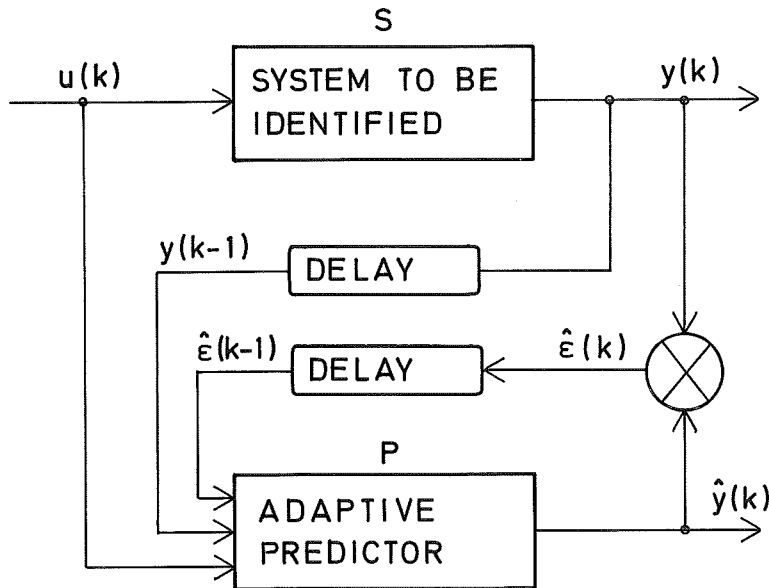 S
u(k)
SYSTEM TO BE
IDENTIFIED
y(k)
y(k-1)
DELAY
ε̂(k-1)
DELAY
ε̂(k)
P
ADAPTIVE
PREDICTOR
ŷ(k)